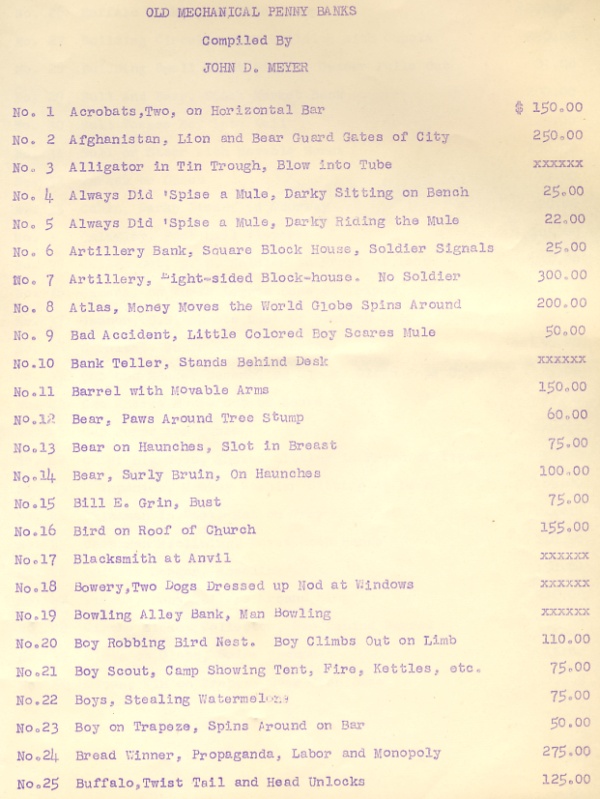 OLD MECHANICAL PENNY BANKS
Compiled By
JOHN D. MEYER
No. 1 Acrobats,Two, on Horizontal Bar $ 150.00
No. 2 Afghanistan, Lion and Bear Guard Gates of City 250.00
No. 3 Alligator in Tin Trough, Blow into Tube xxxxxx
No. 4 Always Did 'Spise a Mule, Darky Sitting on Bench 25.00
No. 5 Always Did 'Spise a Mule, Darky Riding the Mule 22.00
No. 6 Artillery Bank, Square Block House, Soldier Signals 25.00
No. 7 Artillery, Eight-sided Block-house. No Soldier 300.00
No. 8 Atlas, Money Moves the World Globe Spins Around 200.00
No. 9 Bad Accident, Little Colored Boy Scares Mule 50.00
No.10 Bank Teller, Stands Behind Desk xxxxxx
No.11 Barrel with Movable Arms 150.00
No.12 Bear, Paws Around Tree Stump 60.00
No.13 Bear on Haunches, Slot in Breast 75.00
No.14 Bear, Surly Bruin, On Haunches 100.00
No.15 Bill E. Grin, Bust 75.00
No.16 Bird on Roof of Church 155.00
No.17 Blacksmith at Anvil xxxxxx
No.18 Bowery,Two Dogs Dressed up Nod at Windows xxxxxx
No.19 Bowling Alley Bank, Man Bowling xxxxxx
No.20 Boy Robbing Bird Nest. Boy Climbs Out on Limb 110.00
No.21 Boy Scout, Camp Showing Tent, Fire, Kettles, etc. 75.00
No.22 Boys, Stealing Watermelons 75.00
No.23 Boy on Trapeze, Spins Around on Bar 50.00
No.24 Bread Winner, Propaganda, Labor and Monopoly 275.00
No.25 Buffalo,Twist Tail and Head Unlocks 125.00